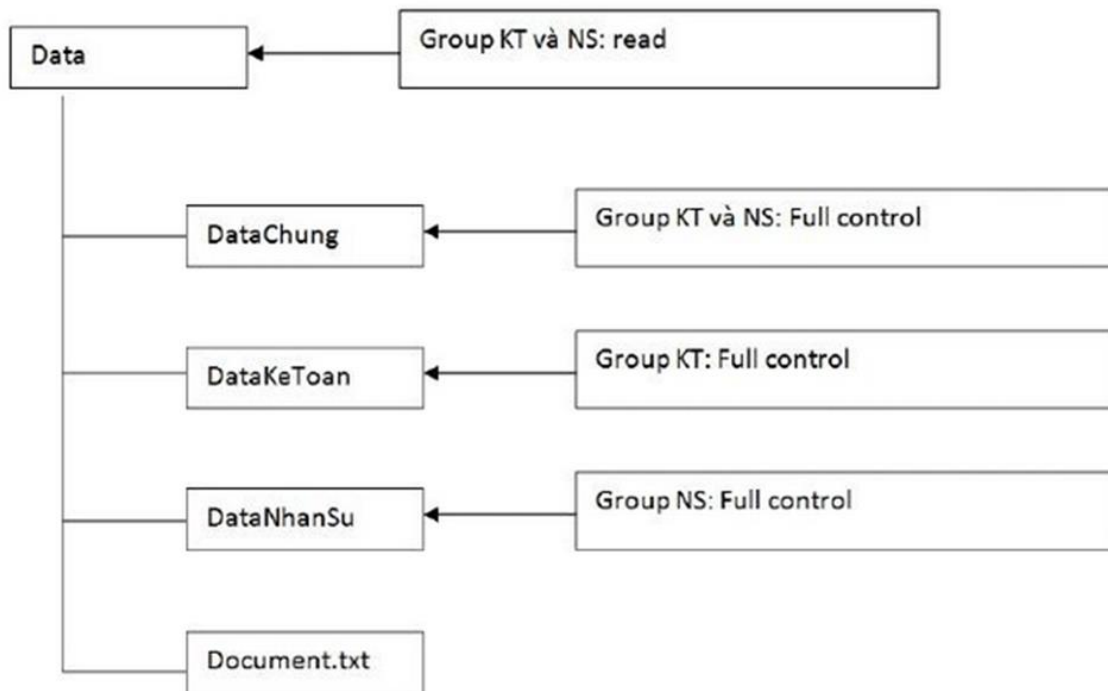 Data
Group KT và NS: read
DataChung
Group KT và NS: Full control
DataKeToan
Group KT: Full control
DataNhanSu
Group NS: Full control
Document.txt